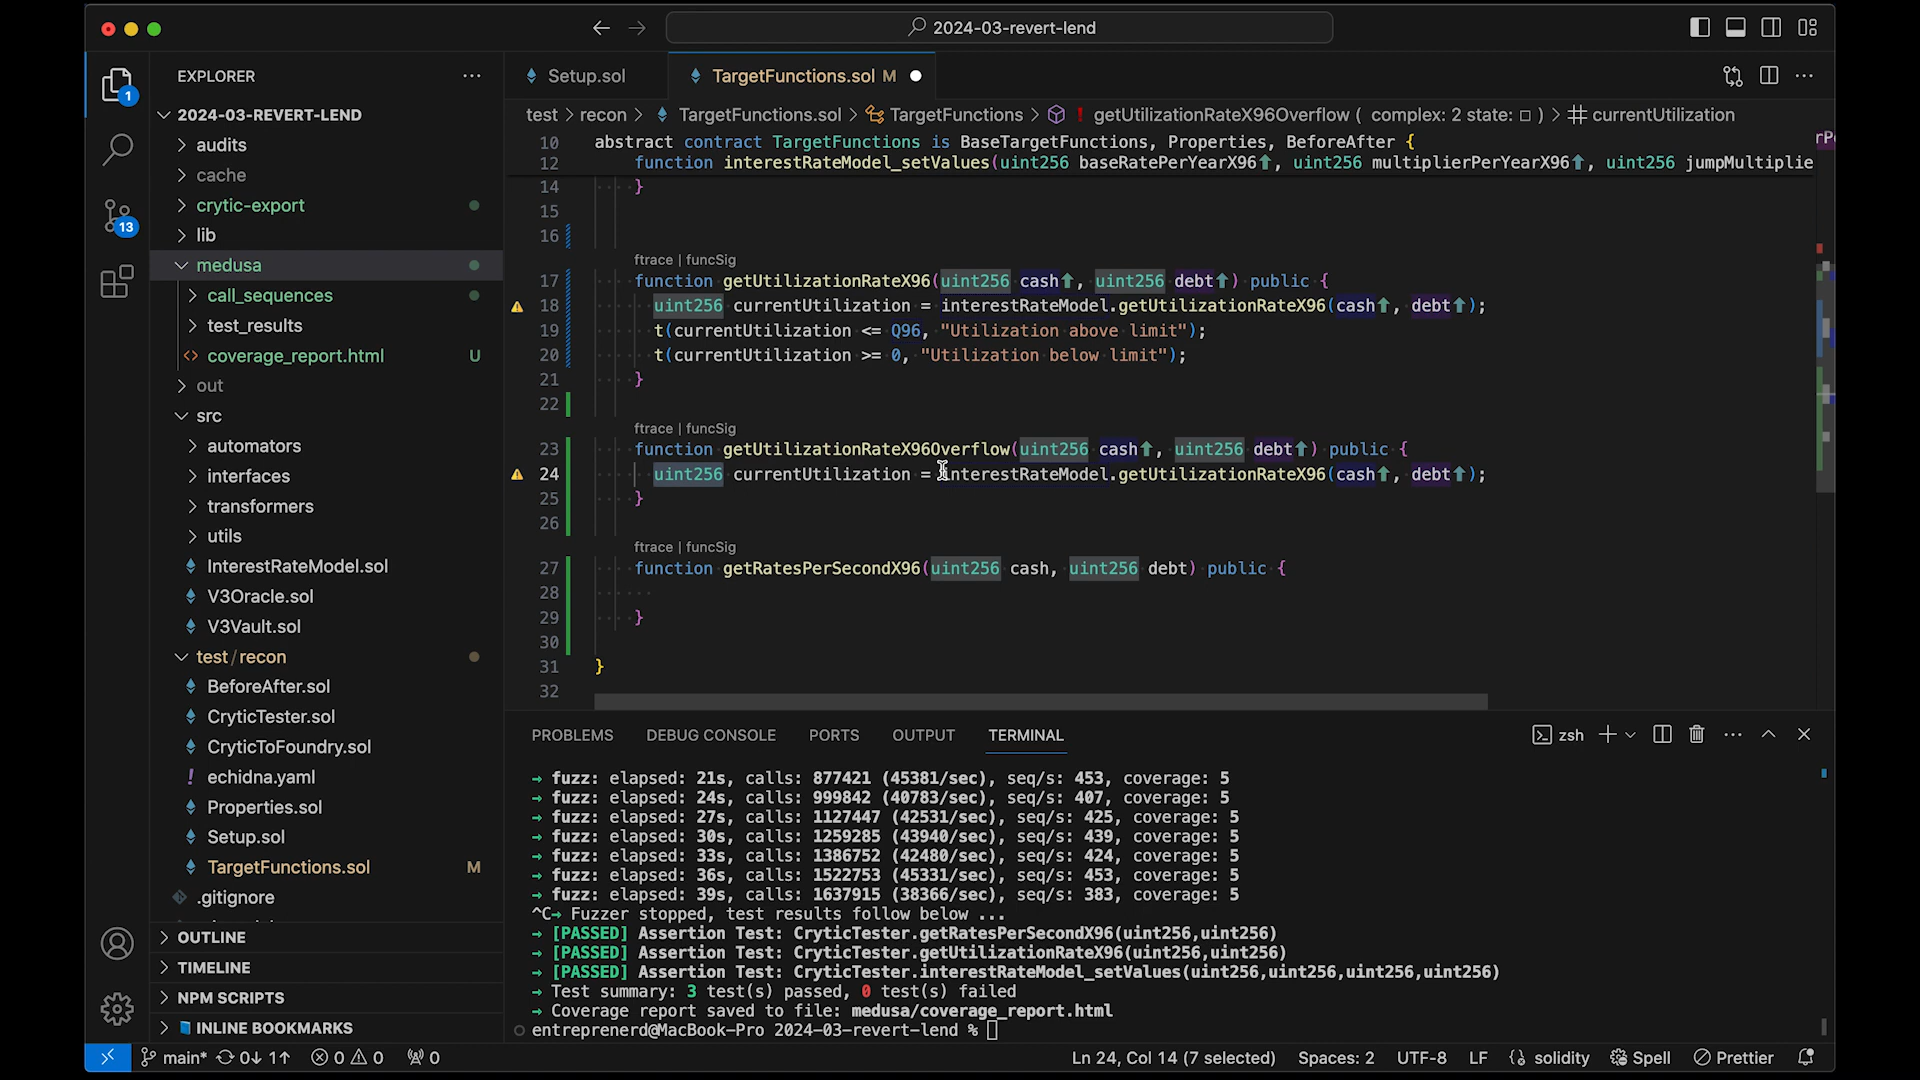 2024-03-revert-lend
EXPLORER
2024-03-REVERT-LEND
audits
cache
crytic-export
lib
medusa
call_sequences
test_results
coverage_report.html U
out
src
automators
interfaces
transformers
utils
InterestRateModel.sol
V3Oracle.sol
V3Vault.sol
test/recon
BeforeAfter.sol
CryticTester.sol
CryticToFoundry.sol
echidna.yaml
Properties.sol
Setup.sol
TargetFunctions.sol M
.gitignore
OUTLINE
TIMELINE
NPM SCRIPTS
INLINE BOOKMARKS
1
13
Setup.sol
TargetFunctions.sol M
test > recon > TargetFunctions.sol > TargetFunctions > getUtilizationRateX96Overflow ( complex: 2 state: □ ) > currentUtilization
10 abstract contract TargetFunctions is BaseTargetFunctions, Properties, BeforeAfter {
12 function interestRateModel_setValues(uint256 baseRatePerYearX96↑, uint256 multiplierPerYearX96↑, uint256 jumpMultiplie
14 }
15
16
ftrace | funcSig
17 function getUtilizationRateX96(uint256 cash↑, uint256 debt↑) public {
18 uint256 currentUtilization = interestRateModel.getUtilizationRateX96(cash↑, debt↑);
19 t(currentUtilization <= Q96, "Utilization above limit");
20 t(currentUtilization >= 0, "Utilization below limit");
21 }
22
ftrace | funcSig
23 function getUtilizationRateX96Overflow(uint256 cash↑, uint256 debt↑) public {
24 uint256 currentUtilization = interestRateModel.getUtilizationRateX96(cash↑, debt↑);
25 }
26
ftrace | funcSig
27 function getRatesPerSecondX96(uint256 cash, uint256 debt) public {
28
29 }
30
31 }
32
PROBLEMS DEBUG CONSOLE PORTS OUTPUT TERMINAL zsh
→ fuzz: elapsed: 21s, calls: 877421 (45381/sec), seq/s: 453, coverage: 5
→ fuzz: elapsed: 24s, calls: 999842 (40783/sec), seq/s: 407, coverage: 5
→ fuzz: elapsed: 27s, calls: 1127447 (42531/sec), seq/s: 425, coverage: 5
→ fuzz: elapsed: 30s, calls: 1259285 (43940/sec), seq/s: 439, coverage: 5
→ fuzz: elapsed: 33s, calls: 1386752 (42480/sec), seq/s: 424, coverage: 5
→ fuzz: elapsed: 36s, calls: 1522753 (45331/sec), seq/s: 453, coverage: 5
→ fuzz: elapsed: 39s, calls: 1637915 (38366/sec), seq/s: 383, coverage: 5
^C→ Fuzzer stopped, test results follow below ...
→ [PASSED] Assertion Test: CryticTester.getRatesPerSecondX96(uint256,uint256)
→ [PASSED] Assertion Test: CryticTester.getUtilizationRateX96(uint256,uint256)
→ [PASSED] Assertion Test: CryticTester.interestRateModel_setValues(uint256,uint256,uint256,uint256)
→ Test summary: 3 test(s) passed, 0 test(s) failed
→ Coverage report saved to file: medusa/coverage_report.html
entreprenerd@MacBook-Pro 2024-03-revert-lend %
main* 0↓ 1↑ 0 0 0 Ln 24, Col 14 (7 selected) Spaces: 2 UTF-8 LF solidity Spell Prettier